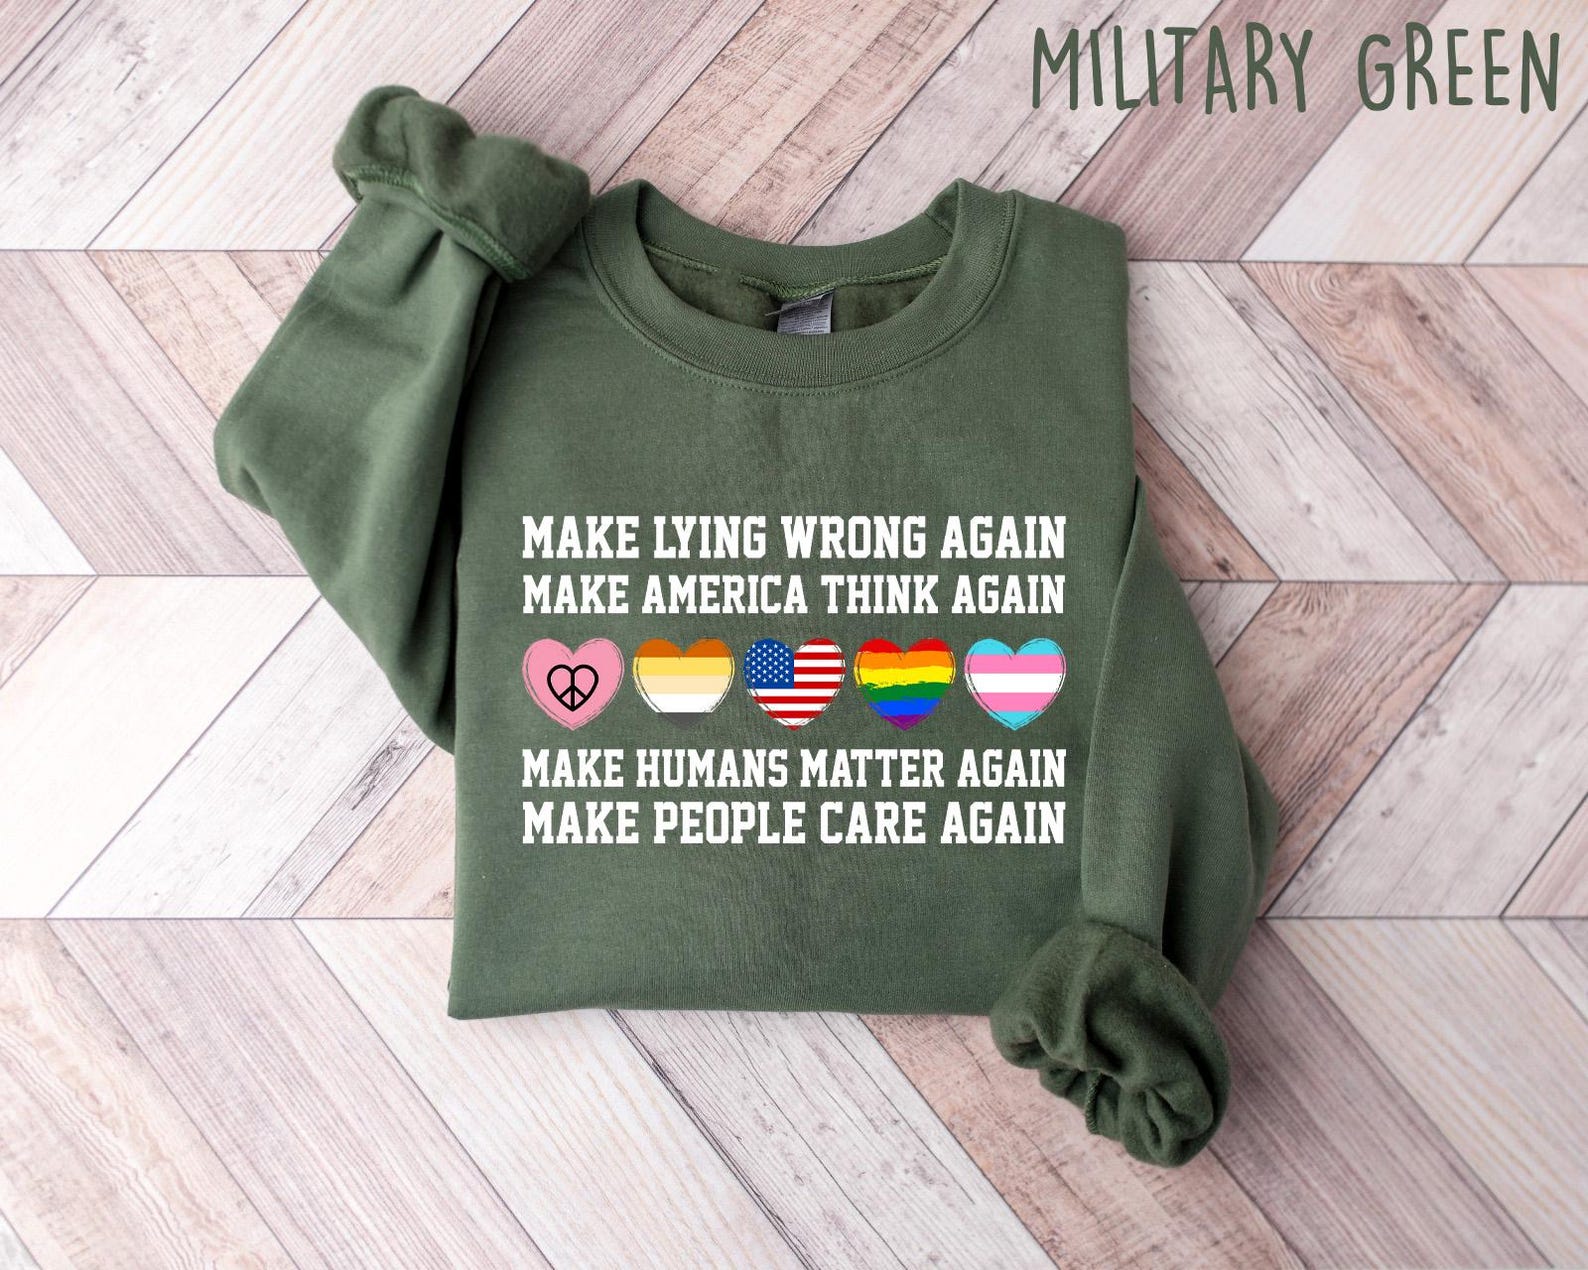 MILITARY GREEN
MAKE LYING WRONG AGAIN
MAKE AMERICA THINK AGAIN
MAKE HUMANS MATTER AGAIN
MAKE PEOPLE CARE AGAIN